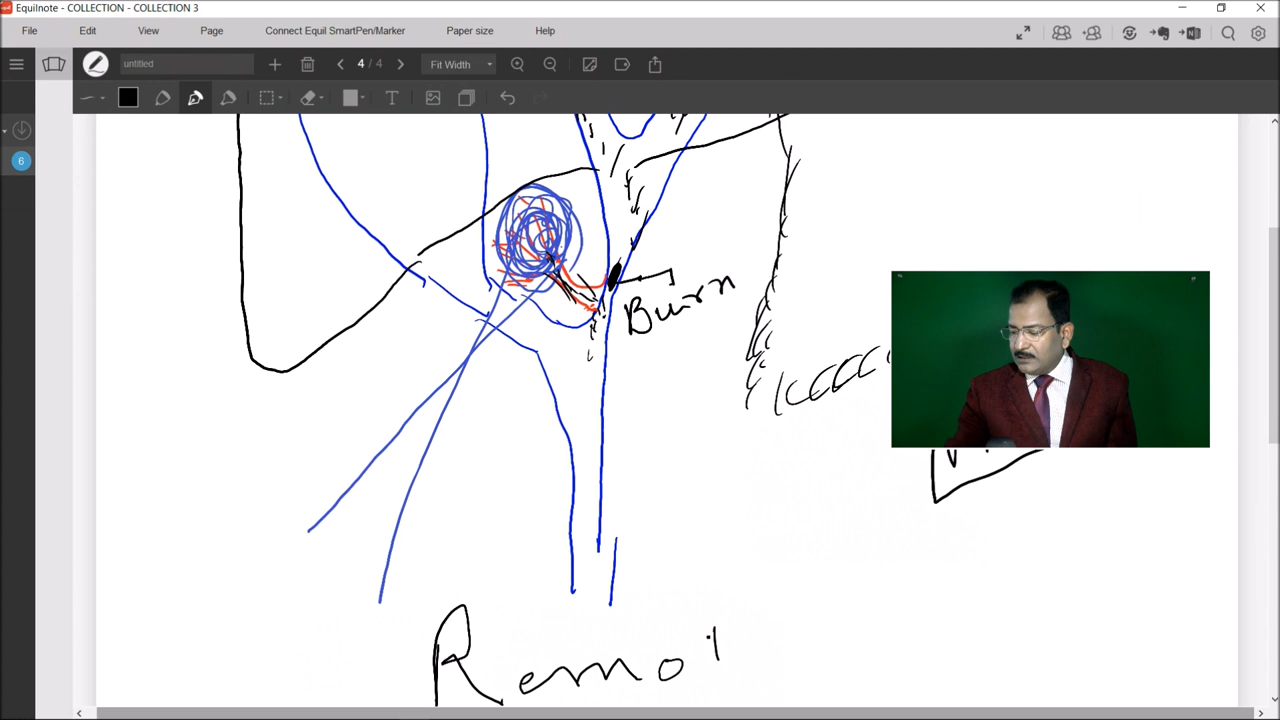 Equilnote - COLLECTION - COLLECTION 3
File Edit View Page Connect Equil SmartPen/Marker Paper size Help
untitled 4 / 4 Fit Width
T
6
Burn
Remo